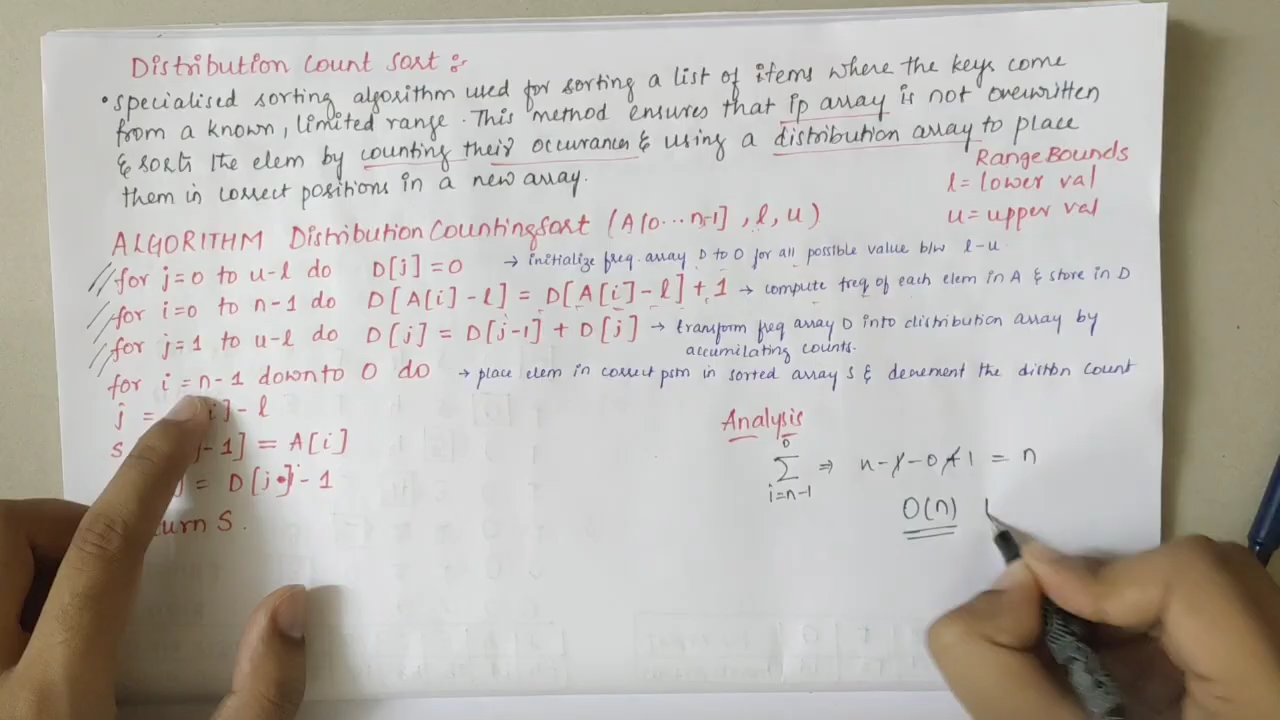 Distribution count sort :
• specialised sorting algorithm used for sorting a list of items where the keys come
from a known, limited range. This method ensures that ip array is not overwritten
& sorts the elem by counting their occurances & using a distribution array to place
them in correct positions in a new array.
Range Bounds
l = lower val
u = upper val
ALGORITHM Distribution Counting Sort (A[0...n-1], l, u)
for j=0 to u-l do D[j] = 0 → initialize freq. array D to 0 for all possible value b/w l-u.
for i=0 to n-1 do D[A[i]-l] = D[A[i]-l]+1 → compute freq of each elem in A & store in D
for j=1 to u-l do D[j] = D[j-1] + D[j] → transform freq array D into distribution array by
accumilating counts.
for i=n-1 downto 0 do → place elem in correct pstn in sorted array S & decrement the distbn count
j = i] - l
S -1] = A[i]
= D[j] - 1
urn S.
Analysis
0
∑ ⇒ n-1-0+1 = n
i=n-1
O(n)